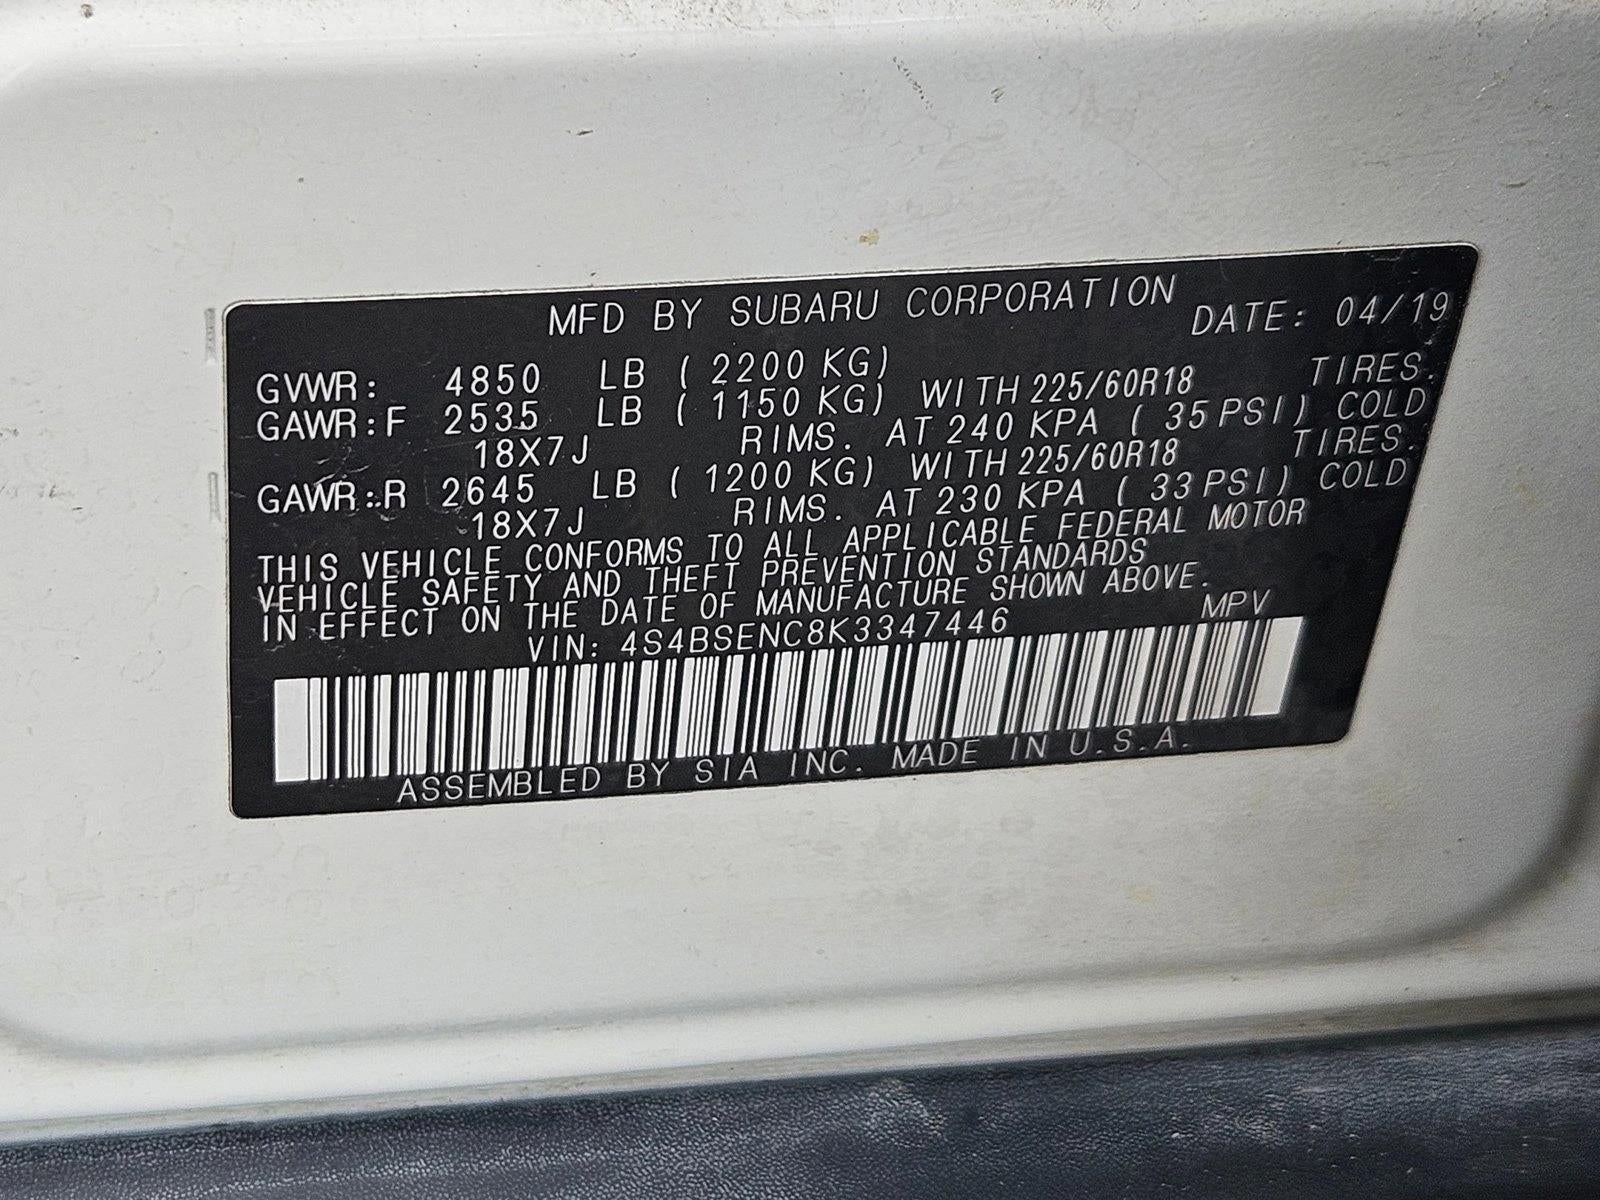 MFD BY SUBARU CORPORATION DATE: 04/19
GVWR: 4850 LB ( 2200 KG)
GAWR:F 2535 LB ( 1150 KG) WITH 225/60R18 TIRES.
18X7J RIMS. AT 240 KPA ( 35 PSI) COLD
GAWR:R 2645 LB ( 1200 KG) WITH 225/60R18 TIRES.
18X7J RIMS. AT 230 KPA ( 33 PSI) COLD
THIS VEHICLE CONFORMS TO ALL APPLICABLE FEDERAL MOTOR
VEHICLE SAFETY AND THEFT PREVENTION STANDARDS
IN EFFECT ON THE DATE OF MANUFACTURE SHOWN ABOVE.
VIN: 4S4BSENC8K3347446 MPV
ASSEMBLED BY SIA INC. MADE IN U.S.A.